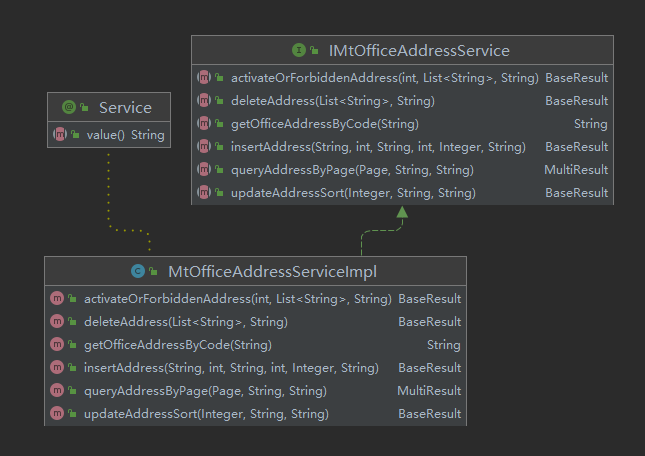 Service
value() String
IMtOfficeAddressService
activateOrForbiddenAddress(int, List<String>, String) BaseResult
deleteAddress(List<String>, String) BaseResult
getOfficeAddressByCode(String) String
insertAddress(String, int, String, int, Integer, String) BaseResult
queryAddressByPage(Page, String, String) MultiResult
updateAddressSort(Integer, String, String) BaseResult
MtOfficeAddressServiceImpl
activateOrForbiddenAddress(int, List<String>, String) BaseResult
deleteAddress(List<String>, String) BaseResult
getOfficeAddressByCode(String) String
insertAddress(String, int, String, int, Integer, String) BaseResult
queryAddressByPage(Page, String, String) MultiResult
updateAddressSort(Integer, String, String) BaseResult